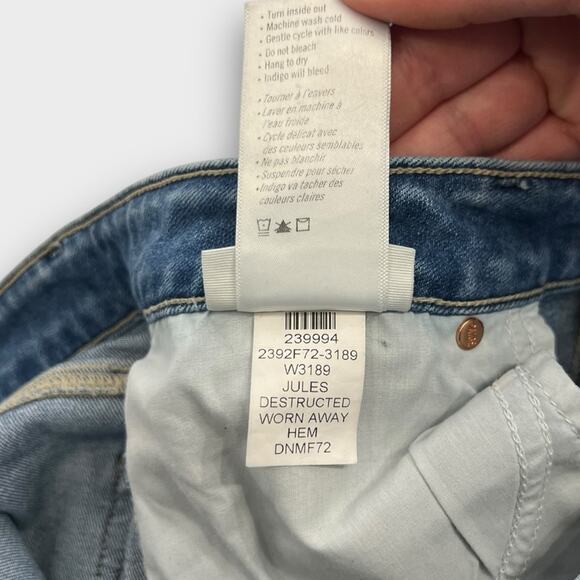 • Turn inside out
• Machine wash cold
• Gentle cycle with like colors
• Do not bleach
• Hang to dry
• Indigo will bleed
• Tourner à l'envers
• Laver en machine à
l'eau froide
• Cycle délicat avec
des couleurs semblables
• Ne pas blanchir
• Suspendre pour sécher
• Indigo va tacher des
couleurs claires
239994
2392F72-3189
W3189
JULES
DESTRUCTED
WORN AWAY
HEM
DNMF72